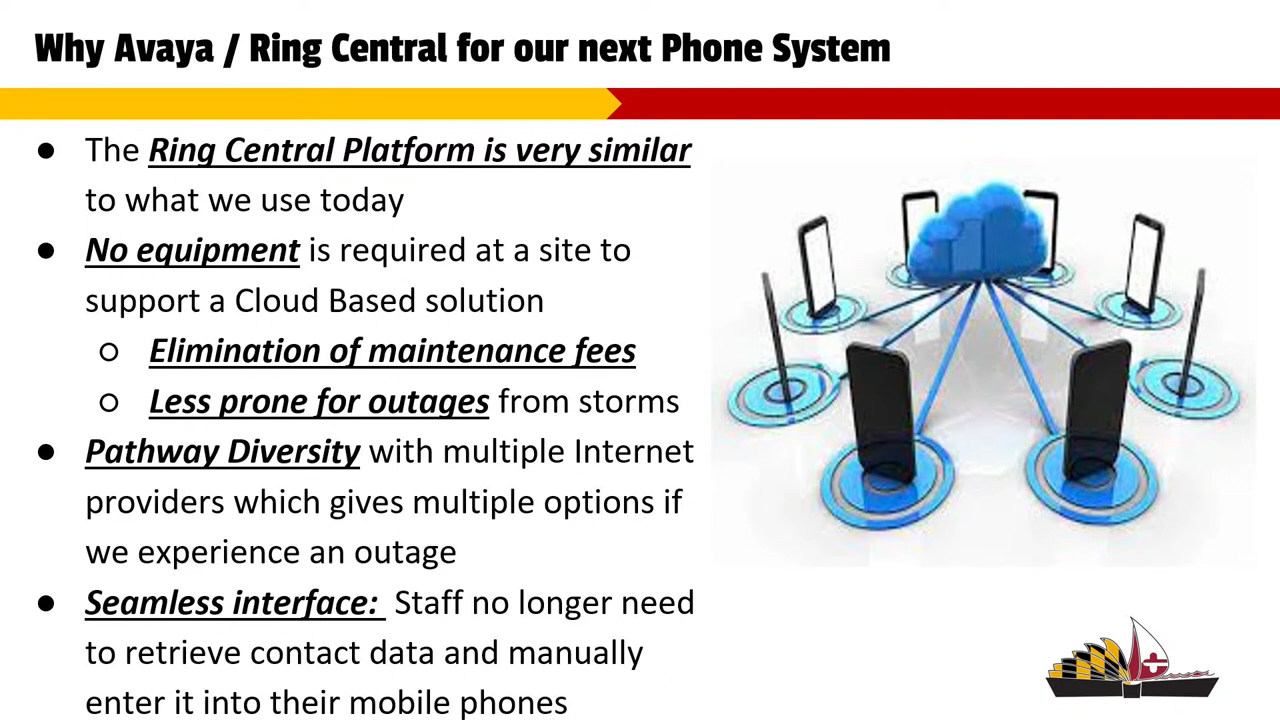 Why Avaya / Ring Central for our next Phone System
● The Ring Central Platform is very similar
to what we use today
● No equipment is required at a site to
support a Cloud Based solution
○ Elimination of maintenance fees
○ Less prone for outages from storms
● Pathway Diversity with multiple Internet
providers which gives multiple options if
we experience an outage
● Seamless interface: Staff no longer need
to retrieve contact data and manually
enter it into their mobile phones